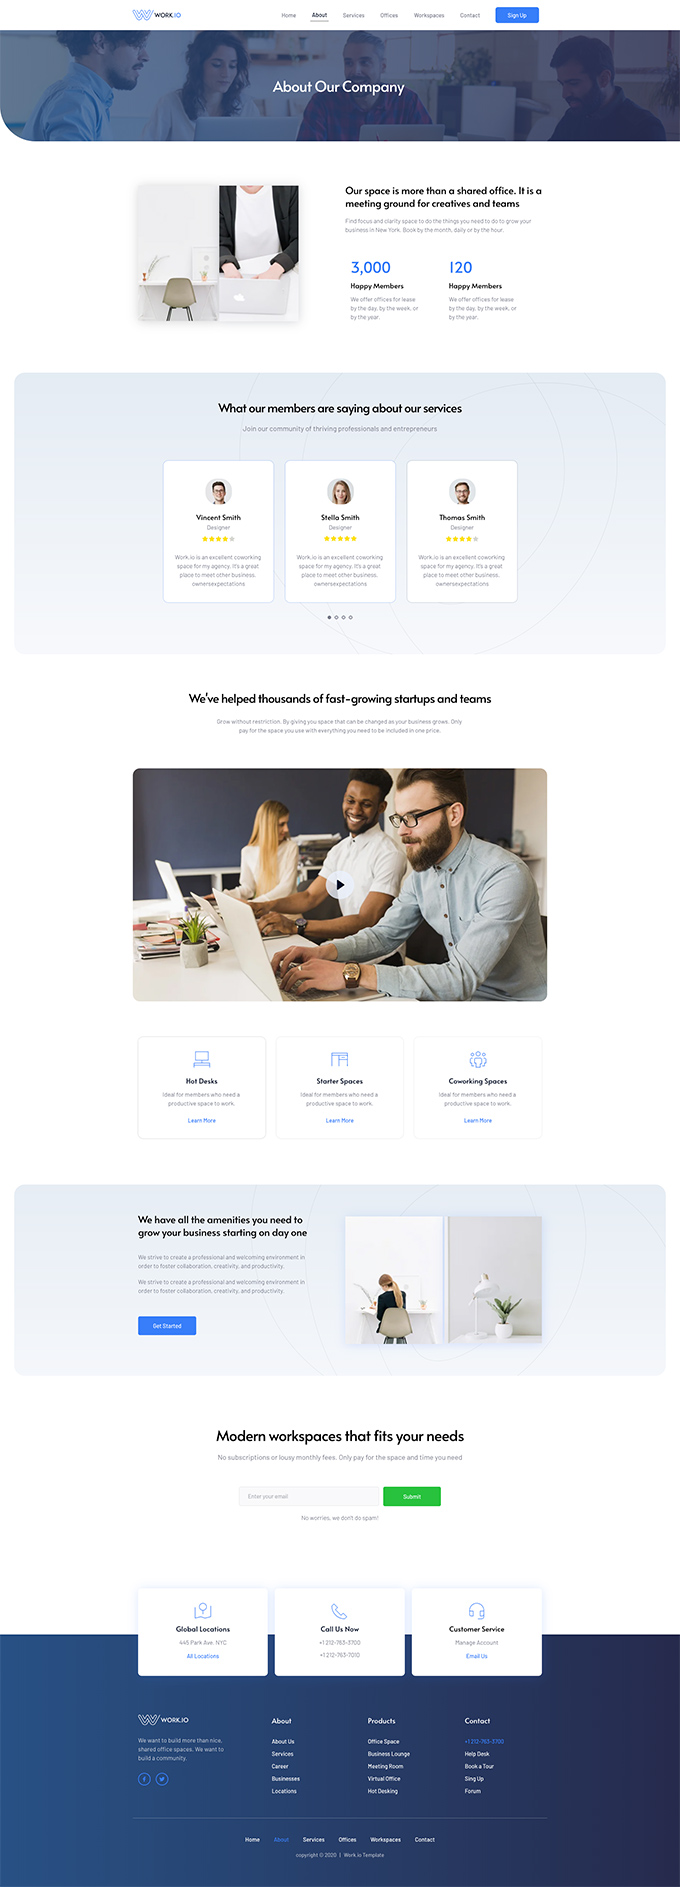 WORK.IO
Home About Services Offices Workspaces Contact Sign Up
About Our Company
Our space is more than a shared office. It is a
meeting ground for creatives and teams
Find focus and clarity space to do the things you need to do to grow your
business in New York. Book by the month, daily or by the hour.
3,000
Happy Members
We offer offices for lease
by the day, by the week, or
by the year.
120
Happy Members
We offer offices for lease
by the day, by the week, or
by the year.
What our members are saying about our services
Join our community of thriving professionals and entrepreneurs
Vincent Smith
Designer
Work.io is an excellent coworking
space for my agency. It's a great
place to meet other business.
ownersexpectations
Stella Smith
Designer
Work.io is an excellent coworking
space for my agency. It's a great
place to meet other business.
ownersexpectations
Thomas Smith
Designer
Work.io is an excellent coworking
space for my agency. It's a great
place to meet other business.
ownersexpectations
We've helped thousands of fast-growing startups and teams
Grow without restriction. By giving you space that can be changed as your business grows. Only
pay for the space you use with everything you need to be included in one price.
Hot Desks
Ideal for members who need a
productive space to work.
Learn More
Starter Spaces
Ideal for members who need a
productive space to work.
Learn More
Coworking Spaces
Ideal for members who need a
productive space to work.
Learn More
We have all the amenities you need to
grow your business starting on day one
We strive to create a professional and welcoming environment in
order to foster collaboration, creativity, and productivity.
We strive to create a professional and welcoming environment in
order to foster collaboration, creativity, and productivity.
Get Started
Modern workspaces that fits your needs
No subscriptions or lousy monthly fees. Only pay for the space and time you need
Enter your email
Submit
No worries, we don't do spam!
Global Locations
445 Park Ave. NYC
All Locations
Call Us Now
+1 212-763-3700
+1 212-763-7010
Customer Service
Manage Account
Email Us
WORK.IO
We want to build more than nice,
shared office spaces. We want to
build a community.
About
About Us
Services
Career
Businesses
Locations
Products
Office Space
Business Lounge
Meeting Room
Virtual Office
Hot Desking
Contact
+1 212-763-3700
Help Desk
Book a Tour
Sing Up
Forum
Home About Services Offices Workspaces Contact
copyright © 2020 | Work.io Template